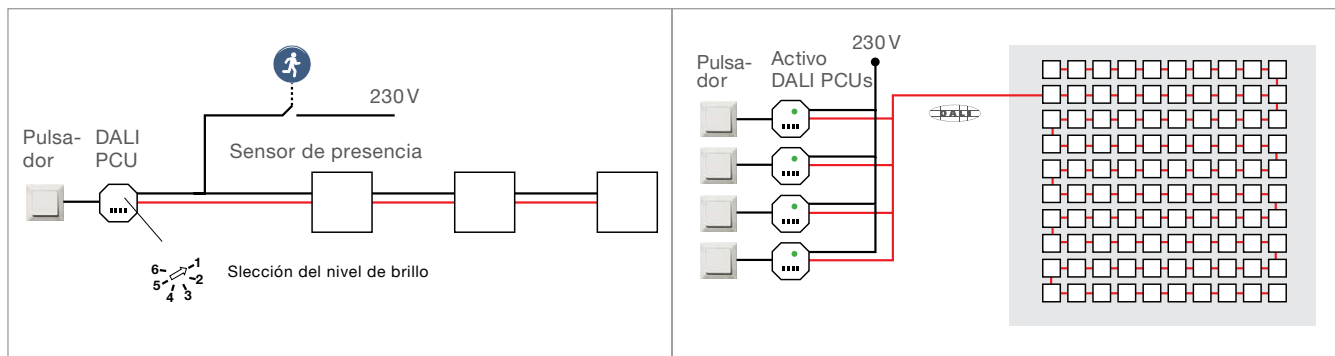 230 V
Pulsa-
dor
DALI
PCU
Sensor de presencia
1
2
3
4
5
6
Slección del nivel de brillo
230 V
Pulsa-
dor
Activo
DALI PCUs
DALI